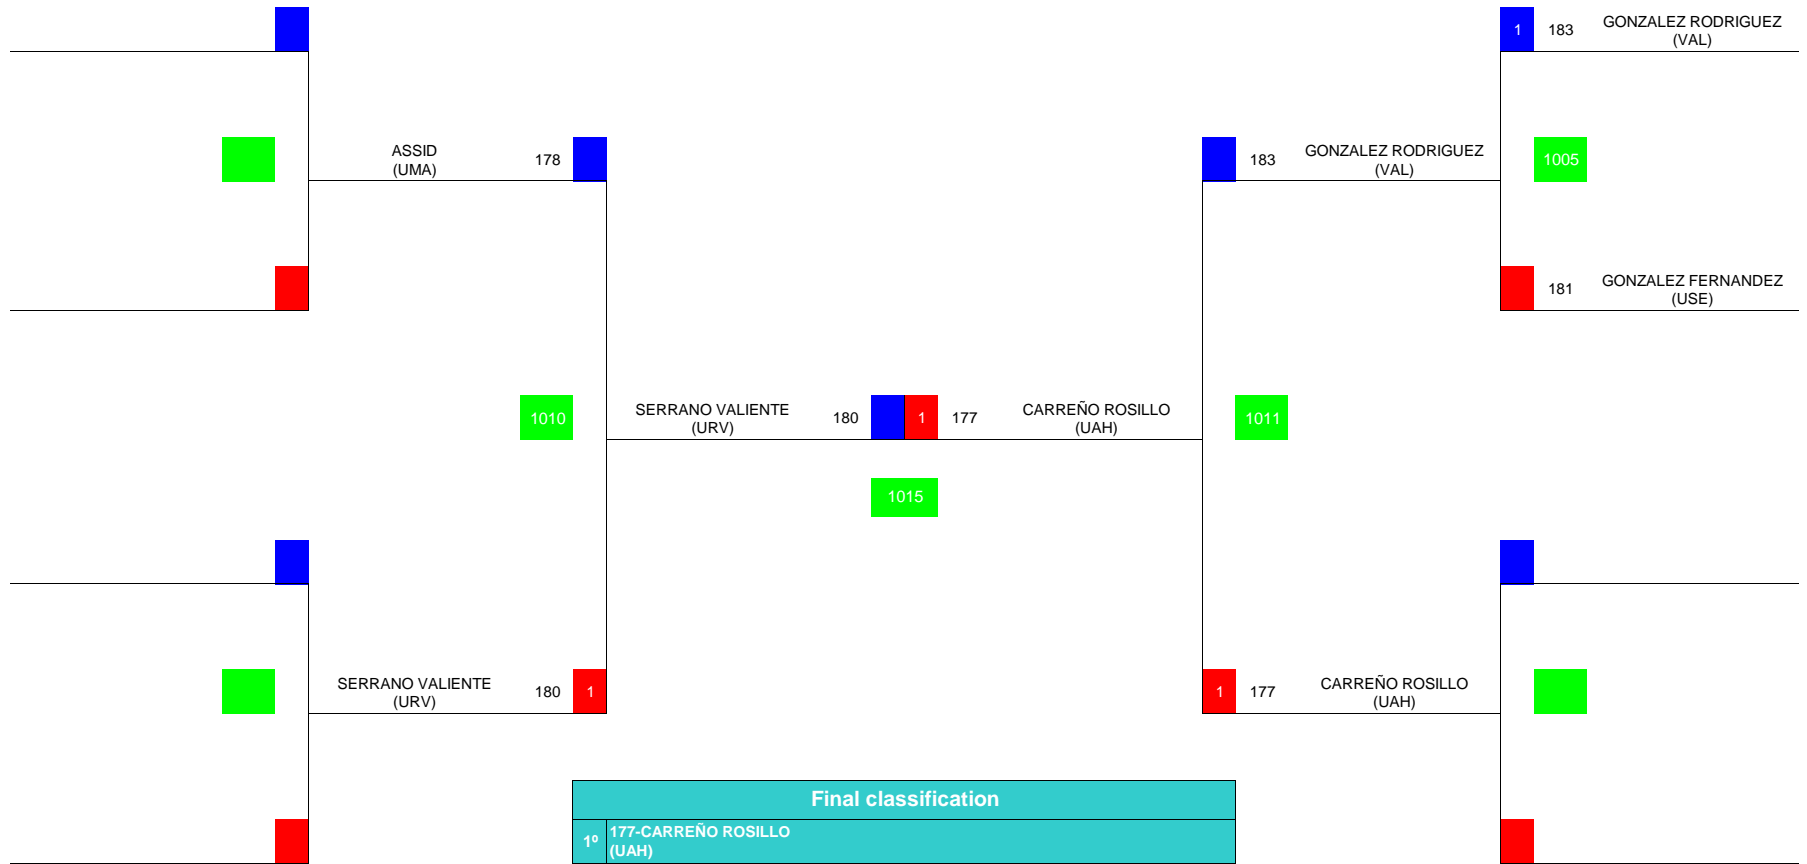 1 183 GONZALEZ RODRIGUEZ
(VAL)
ASSID
(UMA)
178
183 GONZALEZ RODRIGUEZ
(VAL)
1005
181 GONZALEZ FERNANDEZ
(USE)
1010
SERRANO VALIENTE
(URV)
180
1 177
CARREÑO ROSILLO
(UAH)
1011
1015
SERRANO VALIENTE
(URV)
180 1
1 177
CARREÑO ROSILLO
(UAH)
Final classification
1º
177-CARREÑO ROSILLO
(UAH)